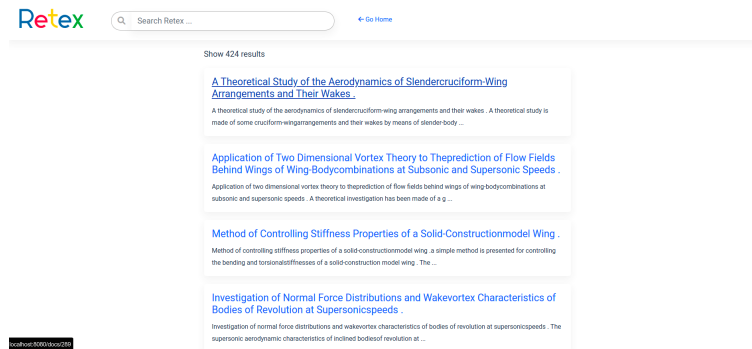 Retex
Search Retex ...
← Go Home
Show 424 results
A Theoretical Study of the Aerodynamics of Slendercruciform-Wing
Arrangements and Their Wakes .
A theoretical study of the aerodynamics of slendercruciform-wing arrangements and their wakes . A theoretical study is
made of some cruciform-wingarrangements and their wakes by means of slender-body ...
Application of Two Dimensional Vortex Theory to Theprediction of Flow Fields
Behind Wings of Wing-Bodycombinations at Subsonic and Supersonic Speeds .
Application of two dimensional vortex theory to theprediction of flow fields behind wings of wing-bodycombinations at
subsonic and supersonic speeds . A theoretical investigation has been made of a g ...
Method of Controlling Stiffness Properties of a Solid-Constructionmodel Wing .
Method of controlling stiffness properties of a solid-constructionmodel wing .a simple method is presented for controlling
the bending and torsionalstiffnesses of a solid-construction model wing . The ...
Investigation of Normal Force Distributions and Wakevortex Characteristics of
Bodies of Revolution at Supersonicspeeds .
Investigation of normal force distributions and wakevortex characteristics of bodies of revolution at supersonicspeeds . The
supersonic aerodynamic characteristics of inclined bodiesof revolution at ...
localhost:8080/docs/289